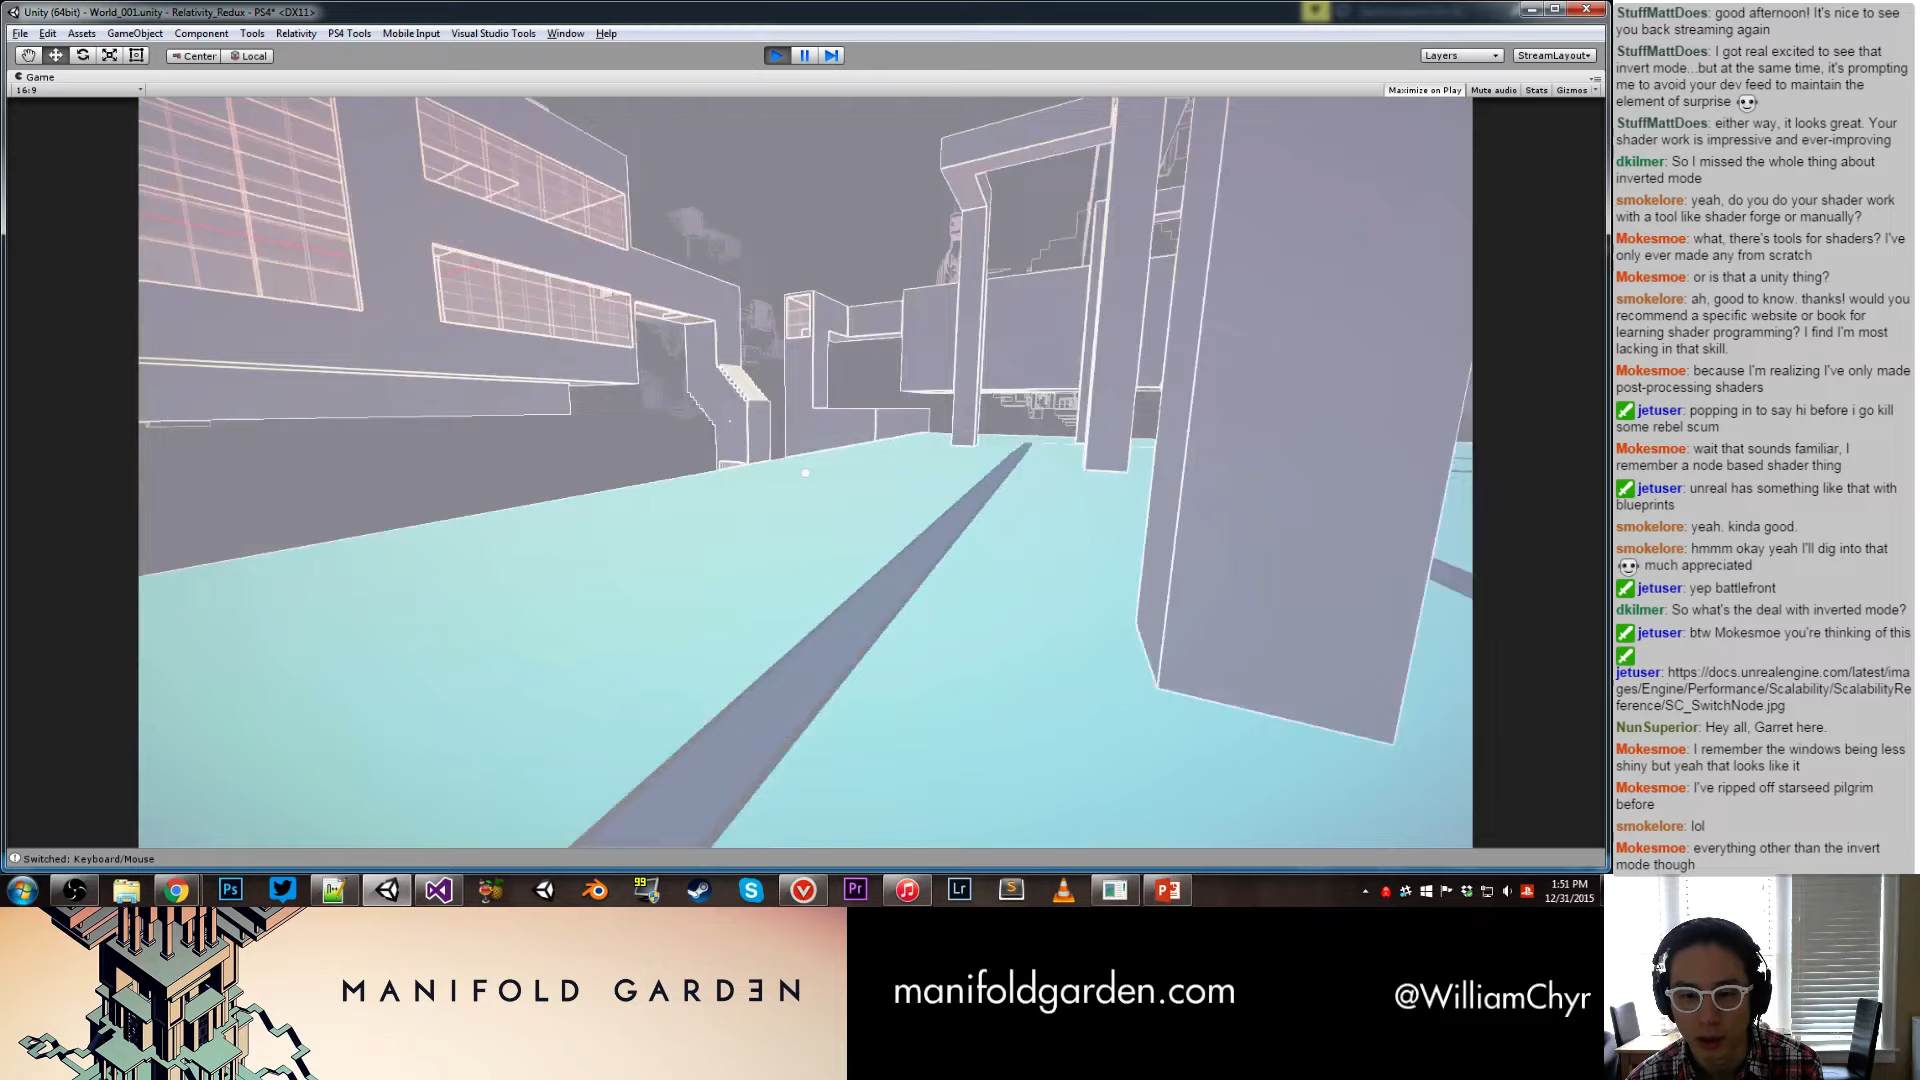 Unity (64bit) - World_001.unity - Relativity_Redux - PS4* <DX11>
File Edit Assets GameObject Component Tools Relativity PS4 Tools Mobile Input Visual Studio Tools Window Help
Center Local Layers StreamLayout
Game
16:9 Maximize on Play Mute audio Stats Gizmos
Switched: Keyboard/Mouse
StuffMattDoes: good afternoon! It's nice to see
you back streaming again
StuffMattDoes: I got real excited to see that
invert mode...but at the same time, it's prompting
me to avoid your dev feed to maintain the
element of surprise
StuffMattDoes: either way, it looks great. Your
shader work is impressive and ever-improving
dkilmer: So I missed the whole thing about
inverted mode
smokelore: yeah, do you do your shader work
with a tool like shader forge or manually?
Mokesmoe: what, there's tools for shaders? I've
only ever made any from scratch
Mokesmoe: or is that a unity thing?
smokelore: ah, good to know. thanks! would you
recommend a specific website or book for
learning shader programming? I find I'm most
lacking in that skill.
Mokesmoe: because I'm realizing I've only made
post-processing shaders
jetuser: popping in to say hi before i go kill
some rebel scum
Mokesmoe: wait that sounds familiar, I
remember a node based shader thing
jetuser: unreal has something like that with
blueprints
smokelore: yeah. kinda good.
smokelore: hmmm okay yeah I'll dig into that
much appreciated
jetuser: yep battlefront
dkilmer: So what's the deal with inverted mode?
jetuser: btw Mokesmoe you're thinking of this
jetuser: https://docs.unrealengine.com/latest/ima
ges/Engine/Performance/Scalability/ScalabilityRe
ference/SC_SwitchNode.jpg
NunSuperior: Hey all, Garret here.
Mokesmoe: I remember the windows being less
shiny but yeah that looks like it
Mokesmoe: I've ripped off starseed pilgrim
before
smokelore: lol
Mokesmoe: everything other than the invert
mode though
Ps 99 Pr Lr S
1:51 PM
12/31/2015
MANIFOLD GARDƎN
manifoldgarden.com
@WilliamChyr